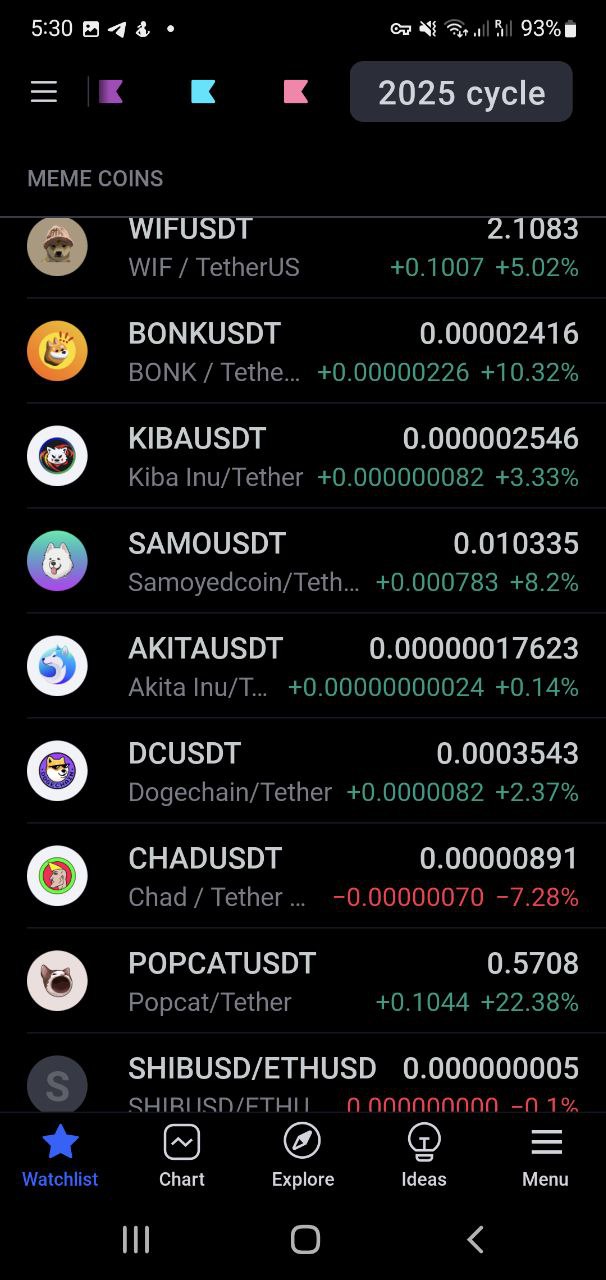 5:30
R
93%
2025 cycle
MEME COINS
WIFUSDT 2.1083
WIF / TetherUS +0.1007 +5.02%
BONKUSDT 0.00002416
BONK / Tethe... +0.00000226 +10.32%
KIBAUSDT 0.000002546
Kiba Inu/Tether +0.000000082 +3.33%
SAMOUSDT 0.010335
Samoyedcoin/Teth... +0.000783 +8.2%
AKITAUSDT 0.00000017623
Akita Inu/T... +0.00000000024 +0.14%
DCUSDT 0.0003543
Dogechain/Tether +0.0000082 +2.37%
CHADUSDT 0.00000891
Chad / Tether ... −0.00000070 −7.28%
POPCATUSDT 0.5708
Popcat/Tether +0.1044 +22.38%
S
SHIBUSD/ETHUSD 0.000000005
SHIBUSD/ETHU 0.000000000 −0.1%
Watchlist Chart Explore Ideas Menu